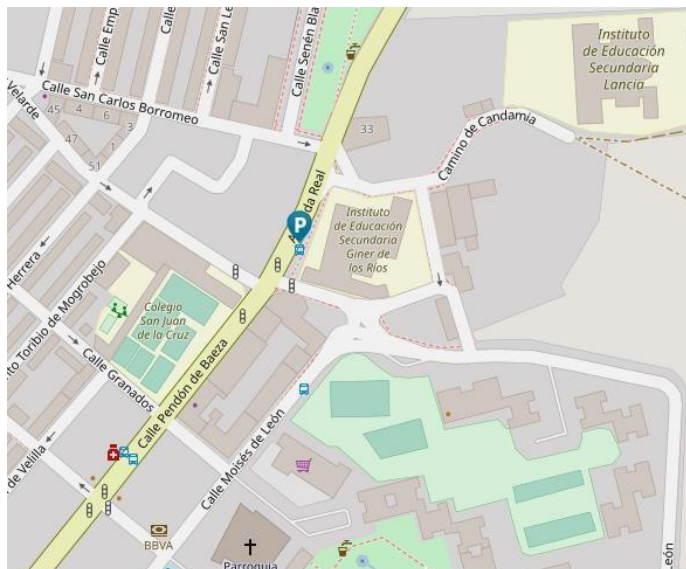 Calle Emp
Calle San Le
Calle Senén Bla
Instituto
de Educación
Secundaria
Lancia
Velarde
Calle San Carlos Borromeo
45
4
6
3
1
47
51
33
Camino de Candamía
da Real
P
Instituto
de Educación
Secundaria
Giner de
los Ríos
Herrera
to Toribio de Mogrobejo
Colegio
San Juan
de la Cruz
Calle Granados
Calle Pendón de Baeza
Calle Moisés de León
de Velilla
León
BBVA
Parroquia